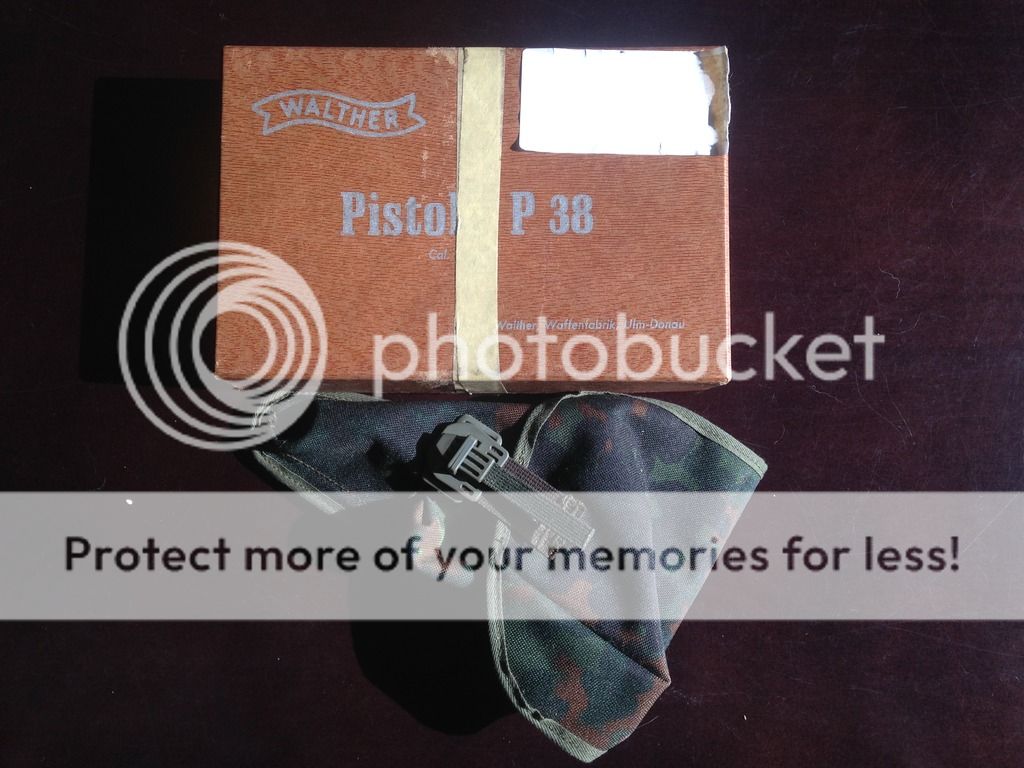 WALTHER
Pistol P 38
Cal.
Walther, Waffenfabrik, Ulm-Donau
photobucket
Protect more of your memories for less!